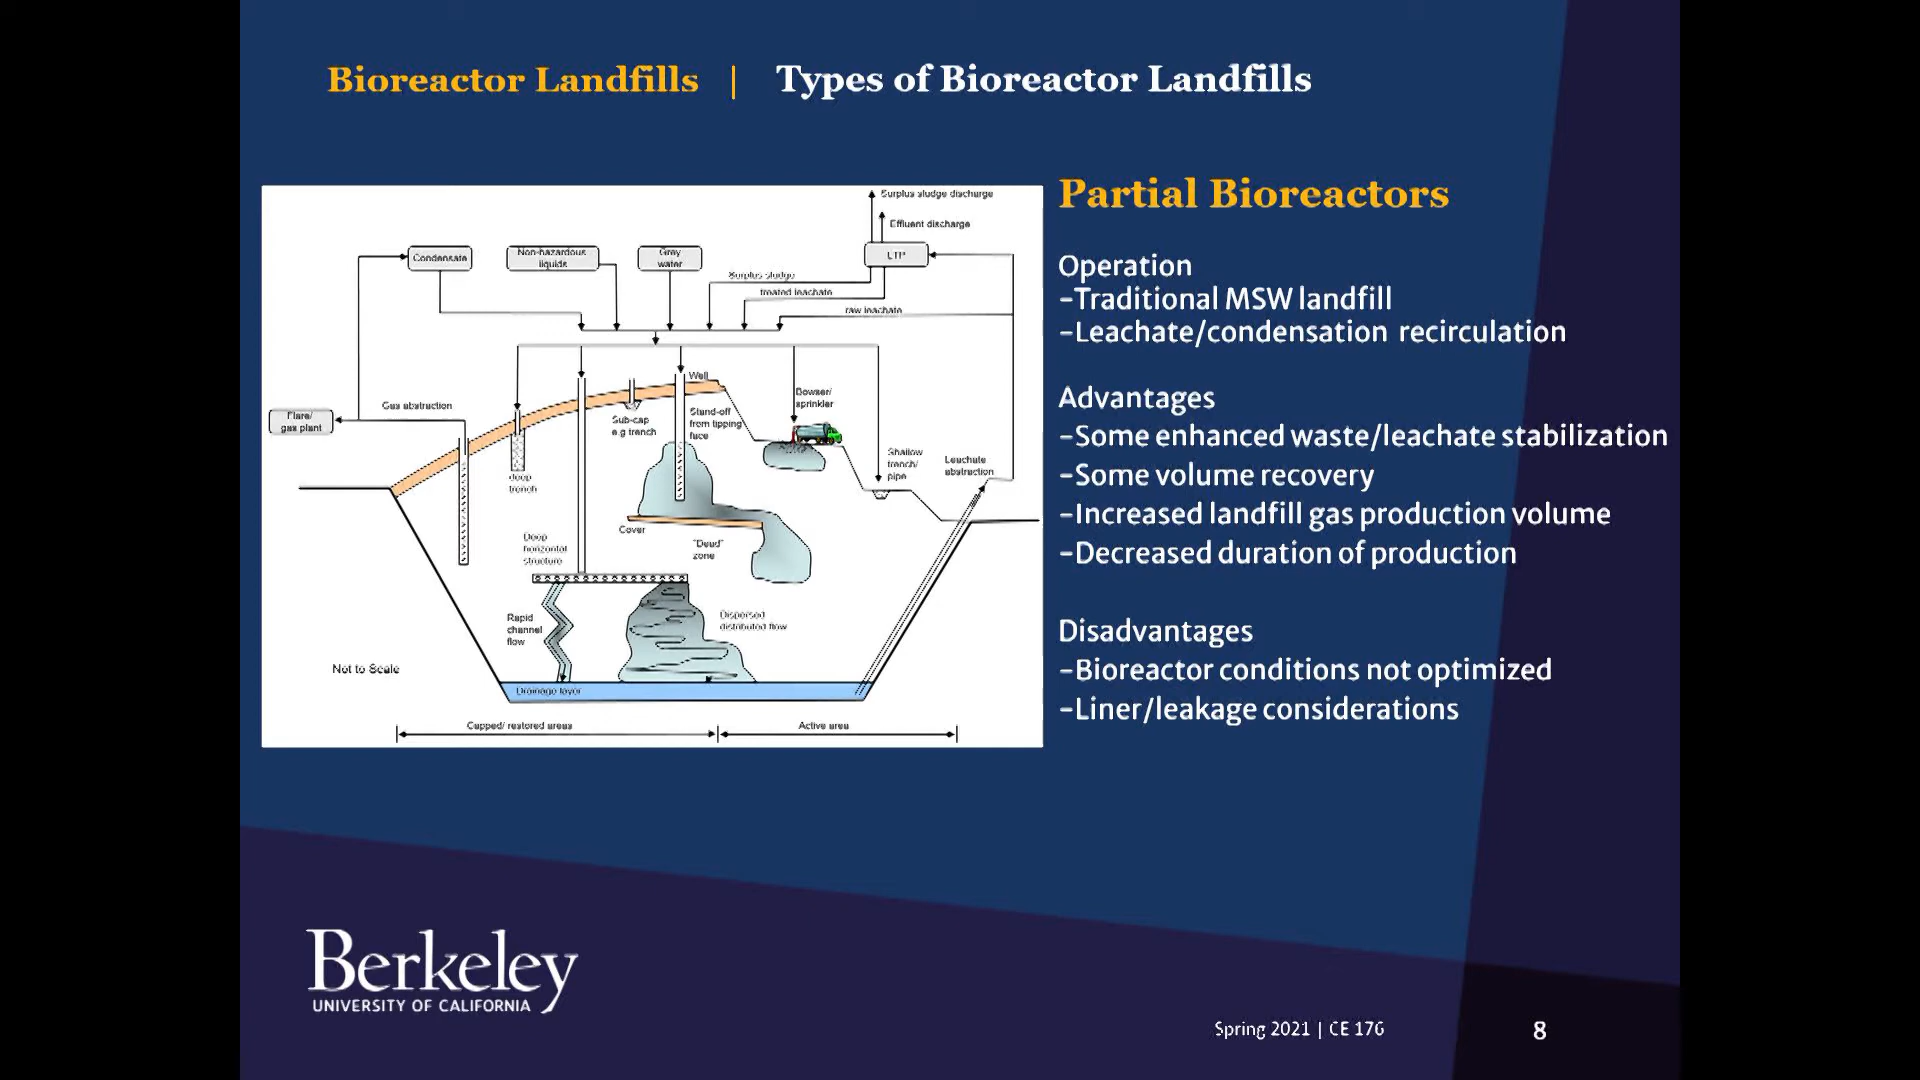 Bioreactor Landfills | Types of Bioreactor Landfills
Surplus sludge discharge
Effluent discharge
Condensate
Non-hazardous
liquids
Grey
water
LTP
Surplus sludge
treated leachate
raw leachate
Flare/
gas plant
Gas abstraction
Well
Bowser/
sprinkler
Sub-cap
e.g trench
Stand-off
from tipping
face
deep
trench
Shallow
trench/
pipe
Leachate
abstraction
Cover
"Dead"
zone
Deep
horizontal
structure
Rapid
channel
flow
Dispersed
distributed flow
Not to Scale
Drainage layer
Capped/ restored areas
Active area
Partial Bioreactors
Operation
-Traditional MSW landfill
-Leachate/condensation recirculation
Advantages
-Some enhanced waste/leachate stabilization
-Some volume recovery
-Increased landfill gas production volume
-Decreased duration of production
Disadvantages
-Bioreactor conditions not optimized
-Liner/leakage considerations
Berkeley
UNIVERSITY OF CALIFORNIA
Spring 2021 | CE 176
8